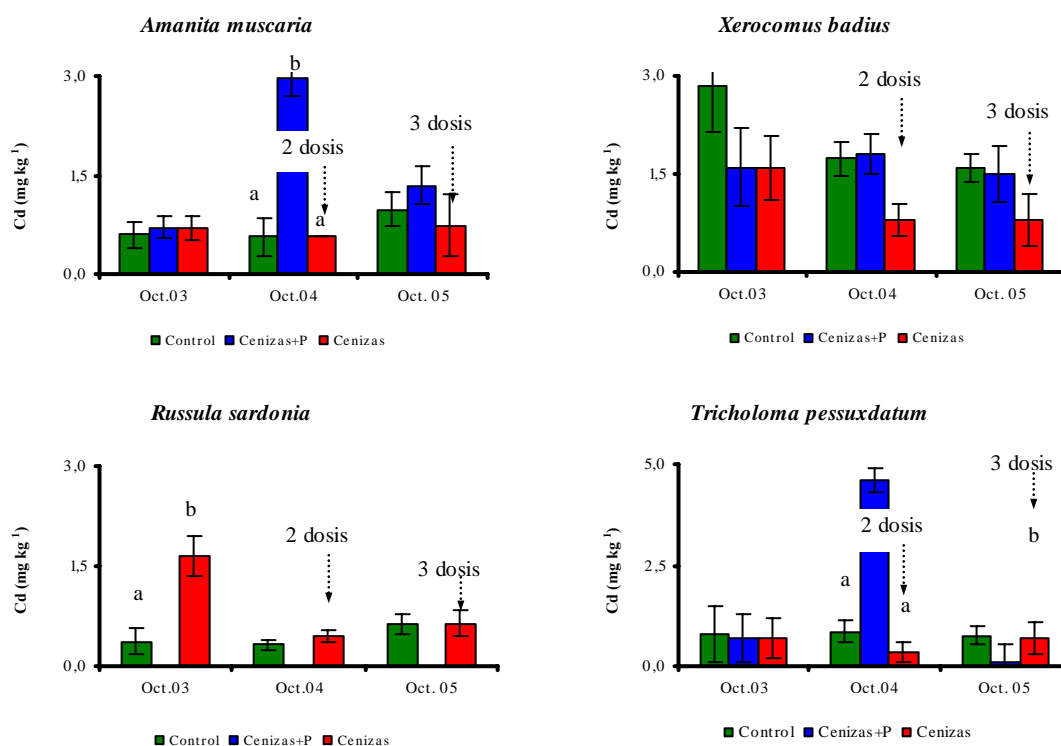 Amanita muscaria
Cd (mg kg-1)
3,0
1,5
0,0
b
2 dosis
a
a
3 dosis
Oct.03
Oct.04
Oct. 05
Control
Cenizas+P
Cenizas
Xerocomus badius
Cd (mg kg-1)
3,0
1,5
0,0
2 dosis
3 dosis
Oct.03
Oct.04
Oct. 05
Control
Cenizas+P
Cenizas
Russula sardonia
Cd (mg kg-1)
3,0
1,5
0,0
a
b
2 dosis
3 dosis
Oct.03
Oct.04
Oct. 05
Control
Cenizas+P
Cenizas
Tricholoma pessuxdatum
Cd (mg kg-1)
5,0
2,5
0,0
a
2 dosis
a
3 dosis
b
Oct.03
Oct.04
Oct. 05
Control
Cenizas+P
Cenizas